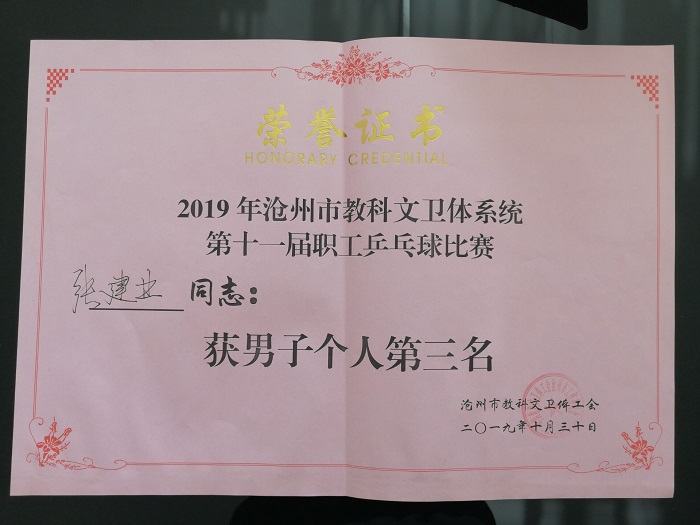 荣誉证书
HONORARY CREDENTIAL
2019年沧州市教科文卫体系统
第十一届职工乒乓球比赛
张建业 同志：
获男子个人第三名
沧州市教科文卫体工会
二〇一九年十月三十日